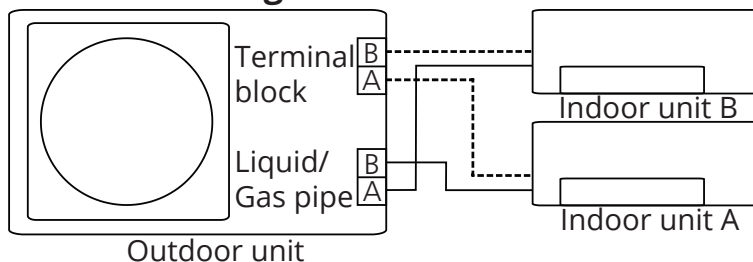 Terminal B
block A
Indoor unit B
Liquid/ B
Gas pipe A
Indoor unit A
Outdoor unit